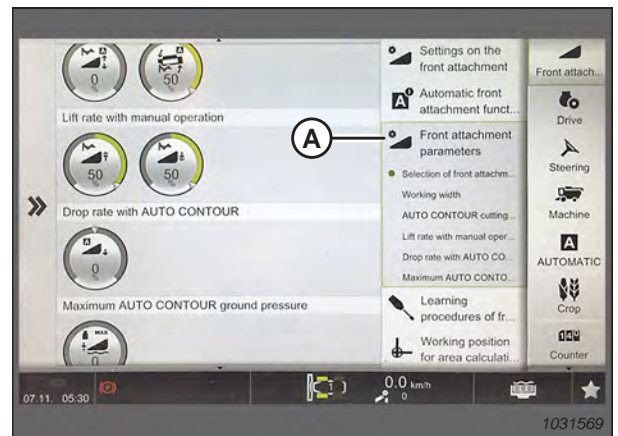 0
%
50
%
Lift rate with manual operation
50
%
50
%
Drop rate with AUTO CONTOUR
0
Maximum AUTO CONTOUR ground pressure
MAX
0
Settings on the
front attachment
Automatic front
attachment funct...
A
Front attachment
parameters
Selection of front attachm...
Working width
AUTO CONTOUR cutting...
Lift rate with manual oper...
Drop rate with AUTO CO...
Maximum AUTO CONTO...
Learning
procedures of fr...
Working position
for area calculati...
Front attach...
Drive
Steering
Machine
A
AUTOMATIC
Crop
Counter
07.11. 05:30
0.0 km/h
0
1031569